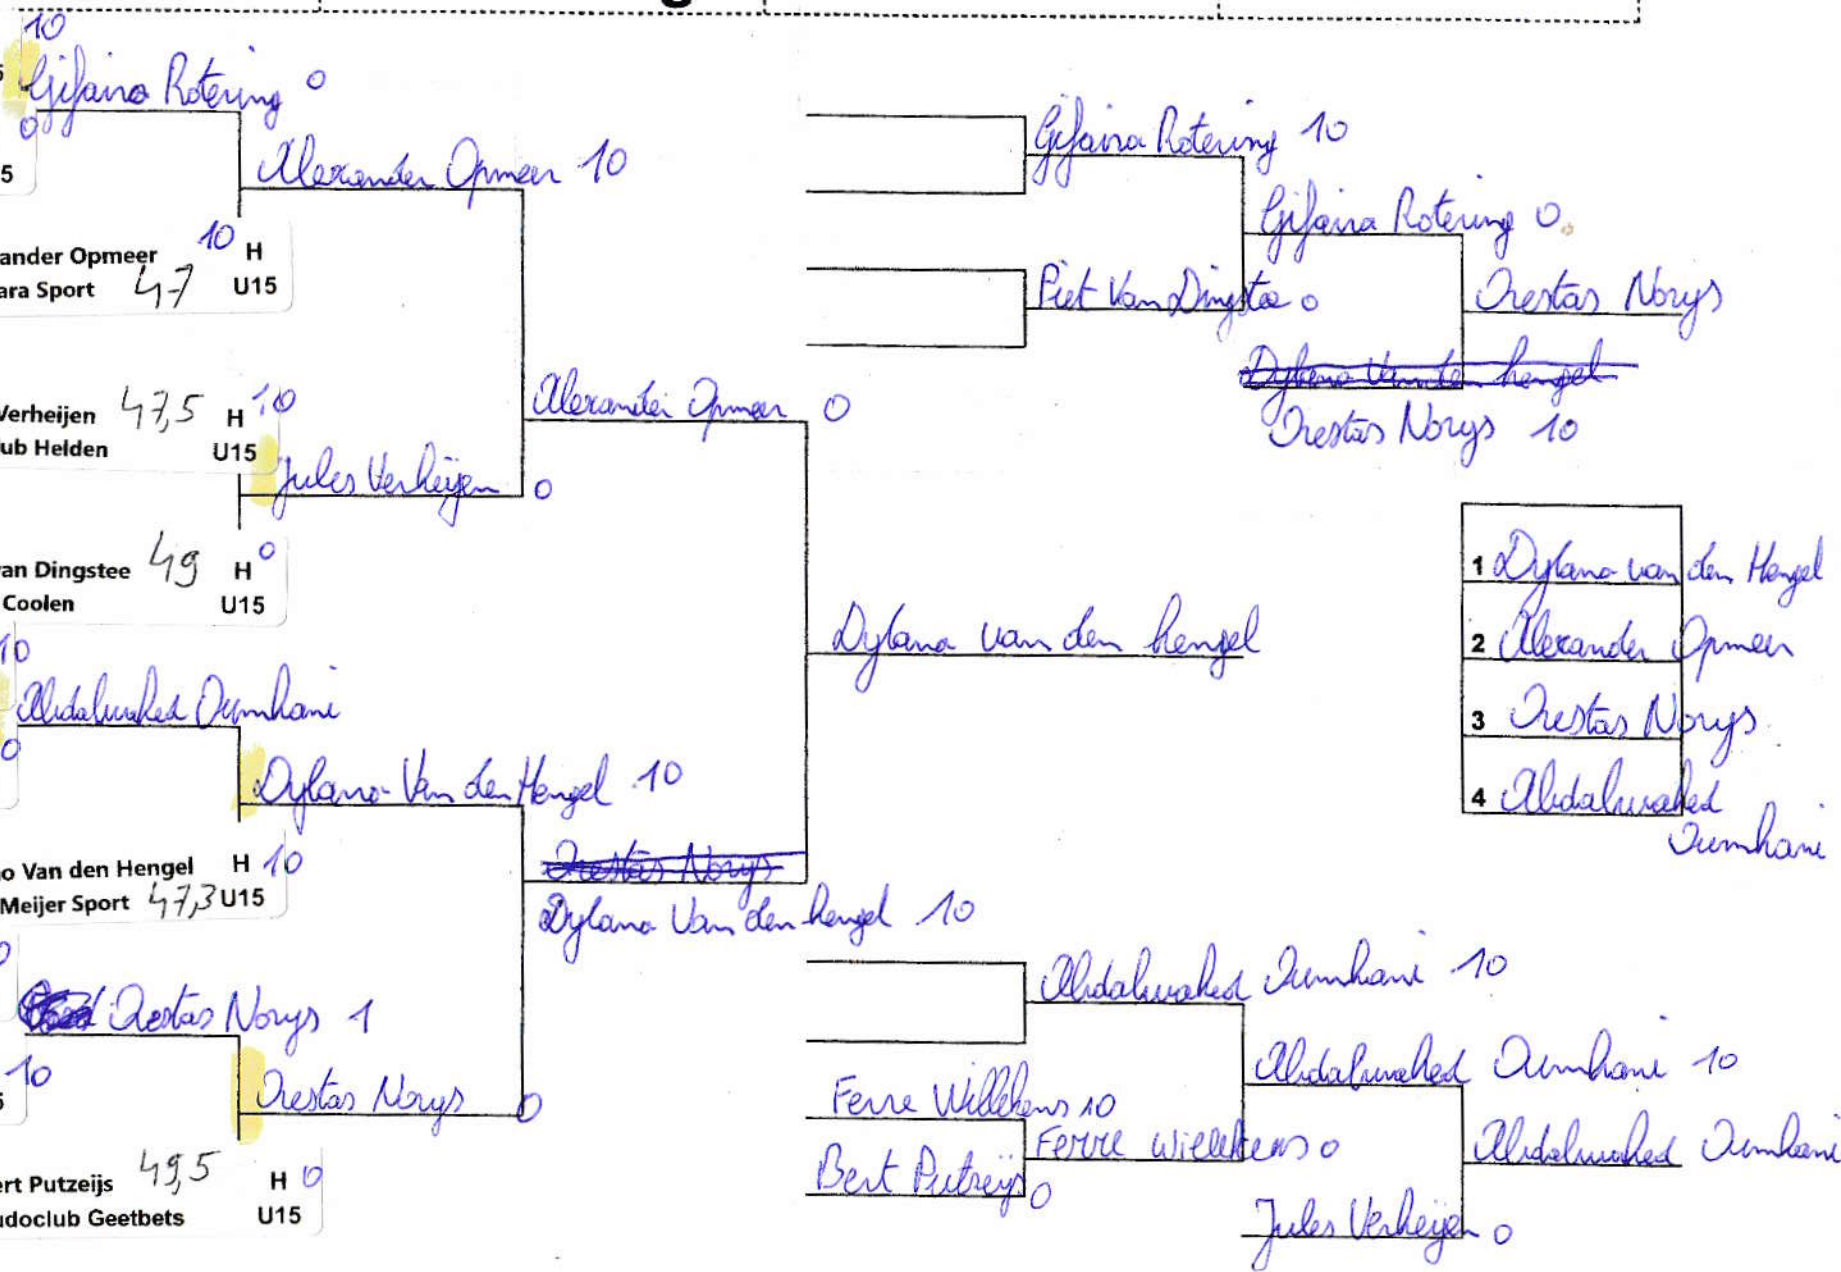 10
Gifaira Rotering 0
0
5
Alexander Opmeer 10
ander Opmeer 10 H
ara Sport 47 U15
Verheijen 47,5 H 10
ub Helden U15
Jules Verheijen 0
an Dingstee 49 H 0
Coolen U15
Alexander Opmeer 0
10
Abdalwahed Oumhani
0
Dylano Van den Hengel 10
o Van den Hengel H 10
Meijer Sport 47,3 U15
Orestas Norys
Dylano Van den hengel 10
Orestas Norys 1
10
Orestas Norys 0
ert Putzeijs 49,5 H 0
udoclub Geetbets U15
Dylano van den hengel
Gifaira Rotering 10
Gifaira Rotering 0
Piet Van Dingstee 0
Orestas Norys
Dylano Van den hengel
Orestas Norys 10
1 Dylano van den Hengel
2 Alexander Opmeer
3 Orestas Norys
4 Abdalwahed
Oumhani
Abdalwahed Oumhani 10
Abdalwahed Oumhani 10
Ferre Willekens 10
Ferre Willekens 0
Abdalwahed Oumhani
Bert Putzeijs 0
Jules Verheijen 0